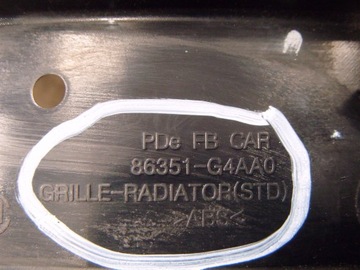 PDe FB CAR
86351-G4AA0
GRILLE-RADIATOR(STD)
>ABS<